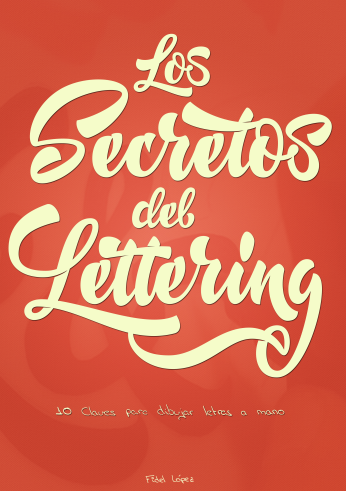 Los
Secretos
del
Lettering
10 Claves para dibujar letras a mano
Fidel López